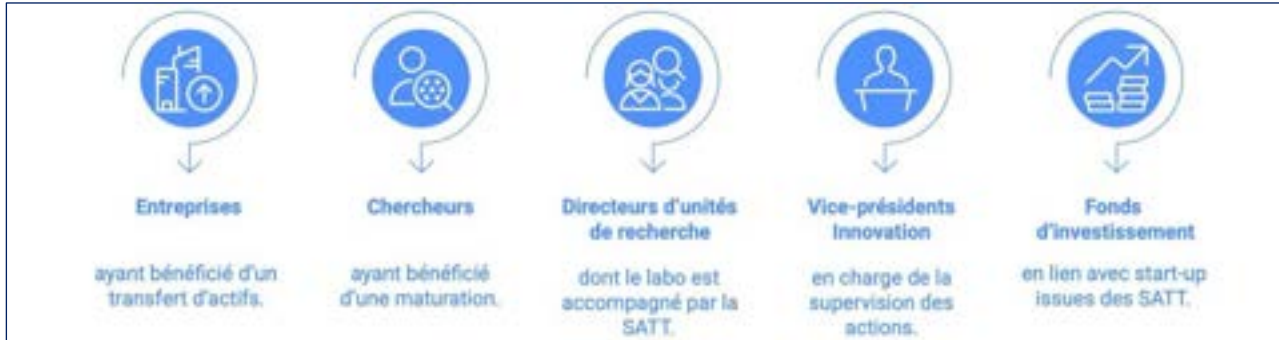 Entreprises
ayant bénéficié d'un
transfert d'actifs.
Chercheurs
ayant bénéficié
d'une maturation.
Directeurs d'unités
de recherche
dont le labo est
accompagné par la
SATT.
Vice-présidents
Innovation
en charge de la
supervision des
actions.
Fonds
d'investissement
en lien avec start-up
issues des SATT.